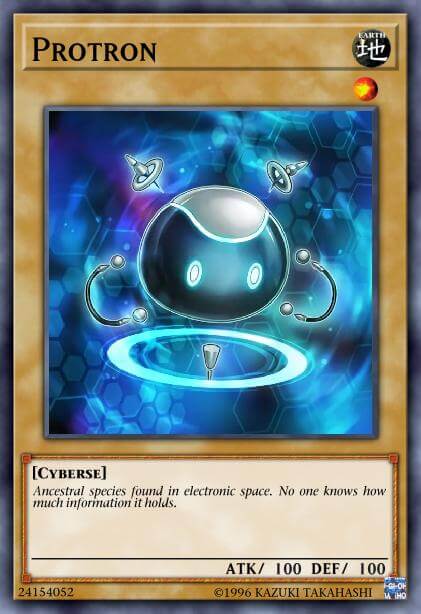 PROTRON
EARTH
地
[CYBERSE]
Ancestral species found in electronic space. No one knows how
much information it holds.
ATK/ 100 DEF/ 100
24154052
©1996 KAZUKI TAKAHASHI